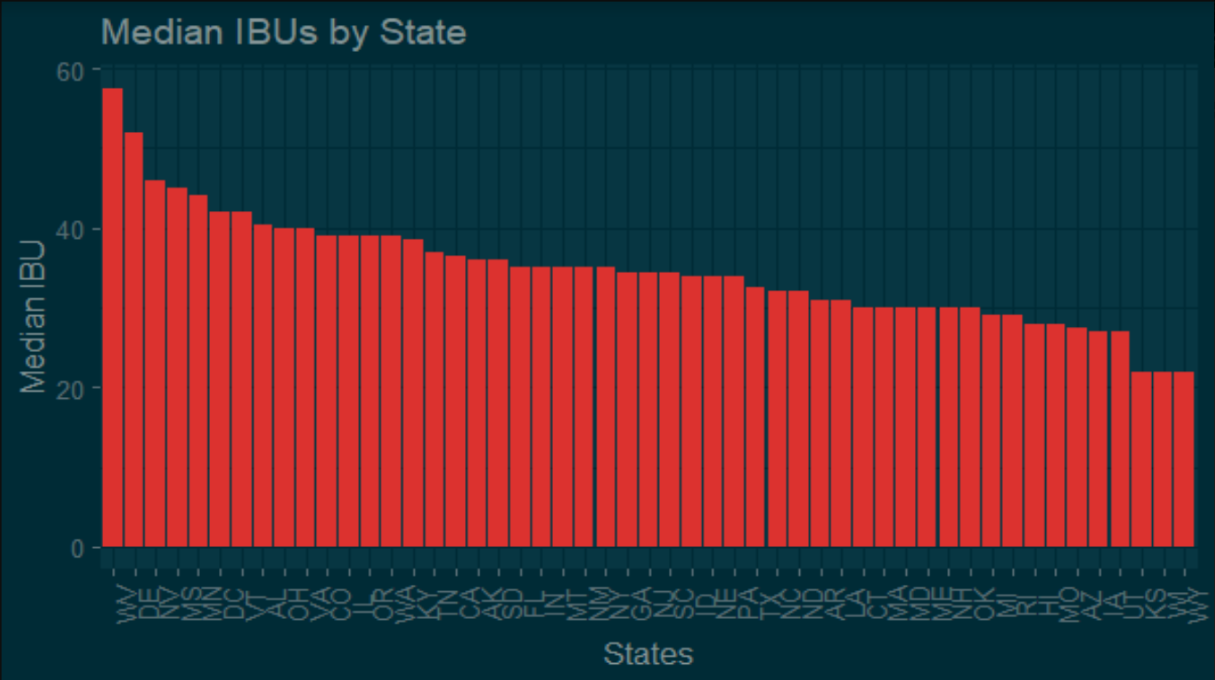 Median IBUs by State
60
40
20
0
Median IBU
WV
DE
NV
MS
MN
DC
VT
AL
OH
VA
CO
IL
OR
WA
KY
TN
CA
AK
SD
FL
IN
MT
NM
NY
GA
NJ
SC
ID
NE
PA
TX
NC
ND
AR
LA
CT
MA
MD
ME
NH
OK
MI
RI
HI
MO
AZ
IA
UT
KS
WI
WY
States